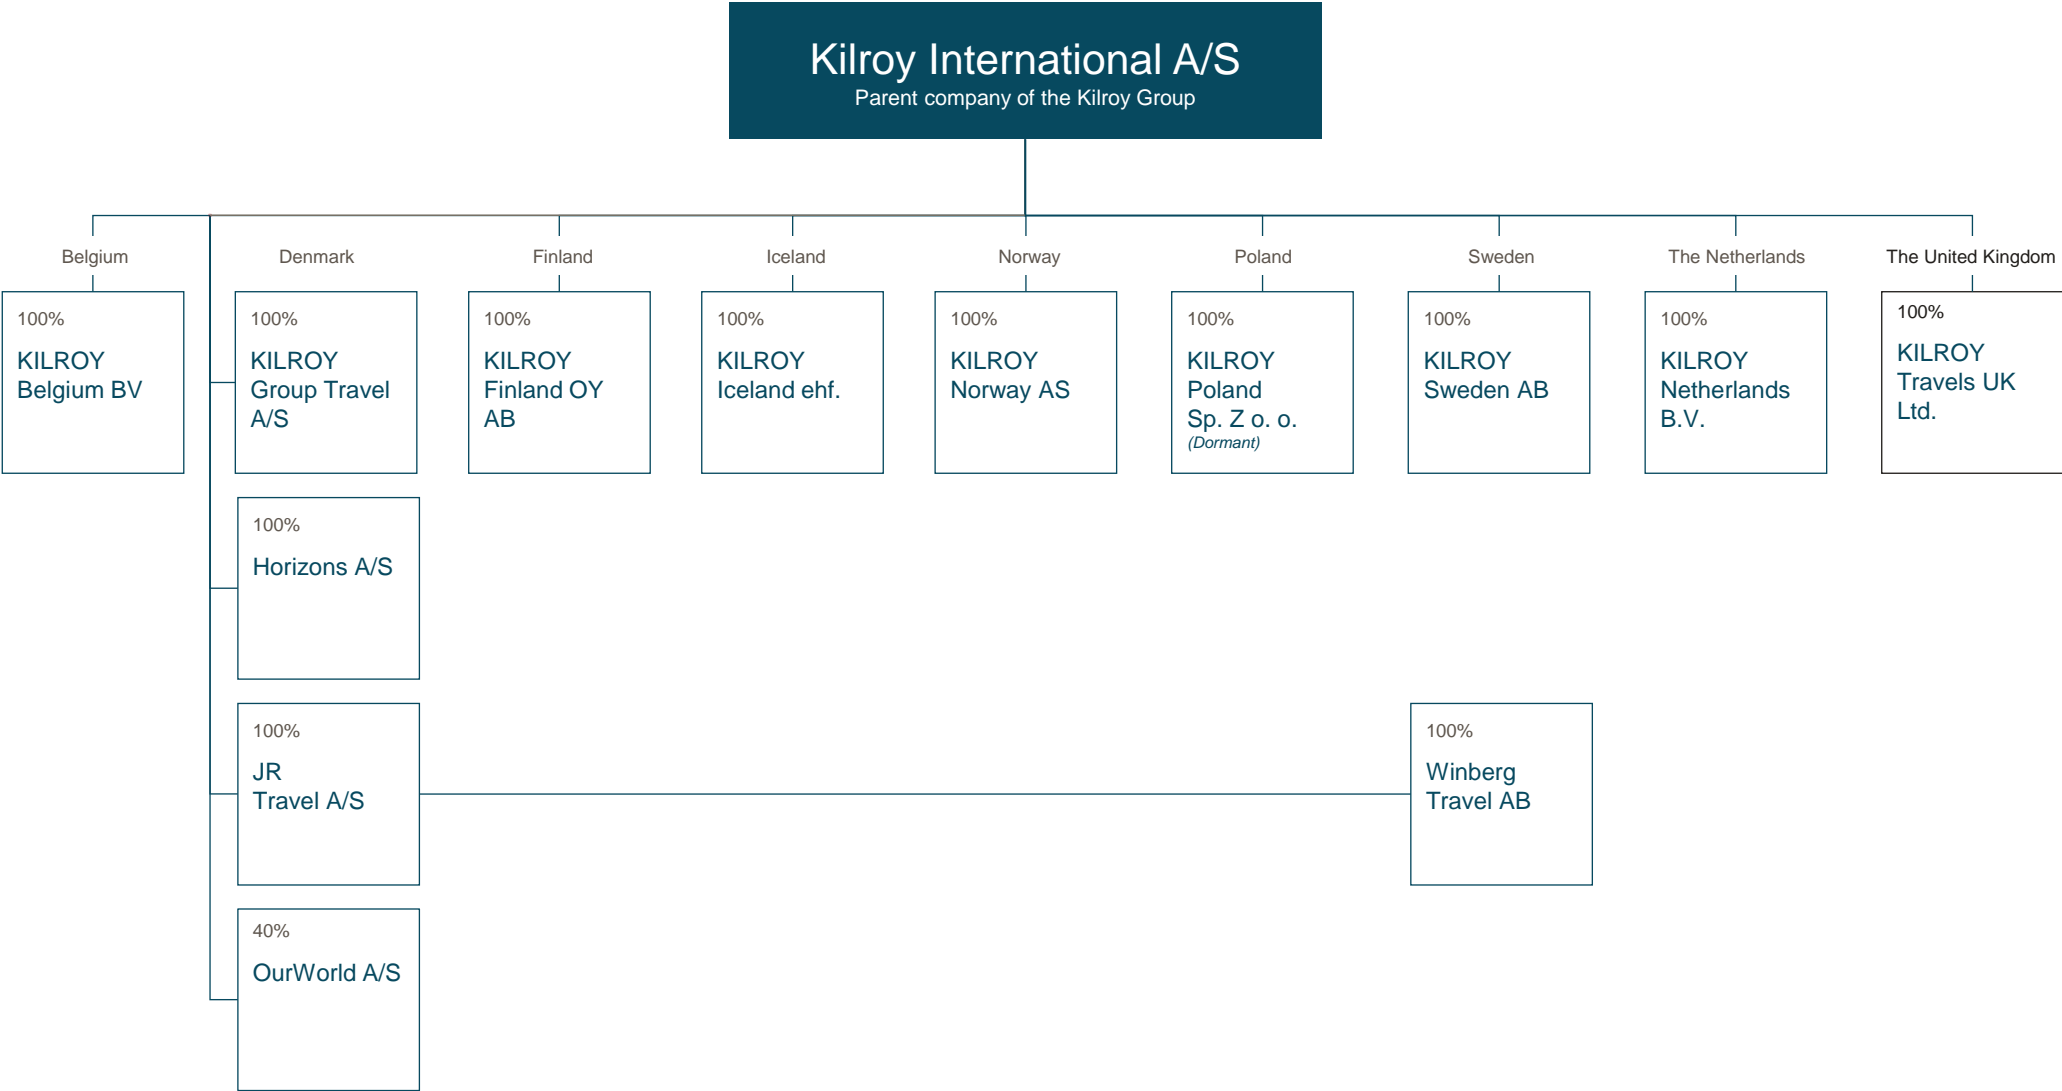 Kilroy International A/S
Parent company of the Kilroy Group
Belgium
Denmark
Finland
Iceland
Norway
Poland
Sweden
The Netherlands
The United Kingdom
100%
KILROY
Belgium BV
100%
KILROY
Group Travel
A/S
100%
KILROY
Finland OY
AB
100%
KILROY
Iceland ehf.
100%
KILROY
Norway AS
100%
KILROY
Poland
Sp. Z o. o.
(Dormant)
100%
KILROY
Sweden AB
100%
KILROY
Netherlands
B.V.
100%
KILROY
Travels UK
Ltd.
100%
Horizons A/S
100%
JR
Travel A/S
100%
Winberg
Travel AB
40%
OurWorld A/S